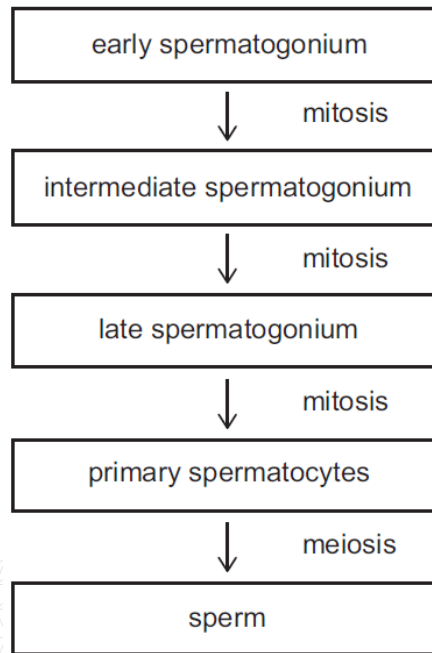 early spermatogonium
mitosis
intermediate spermatogonium
mitosis
late spermatogonium
mitosis
primary spermatocytes
meiosis
sperm